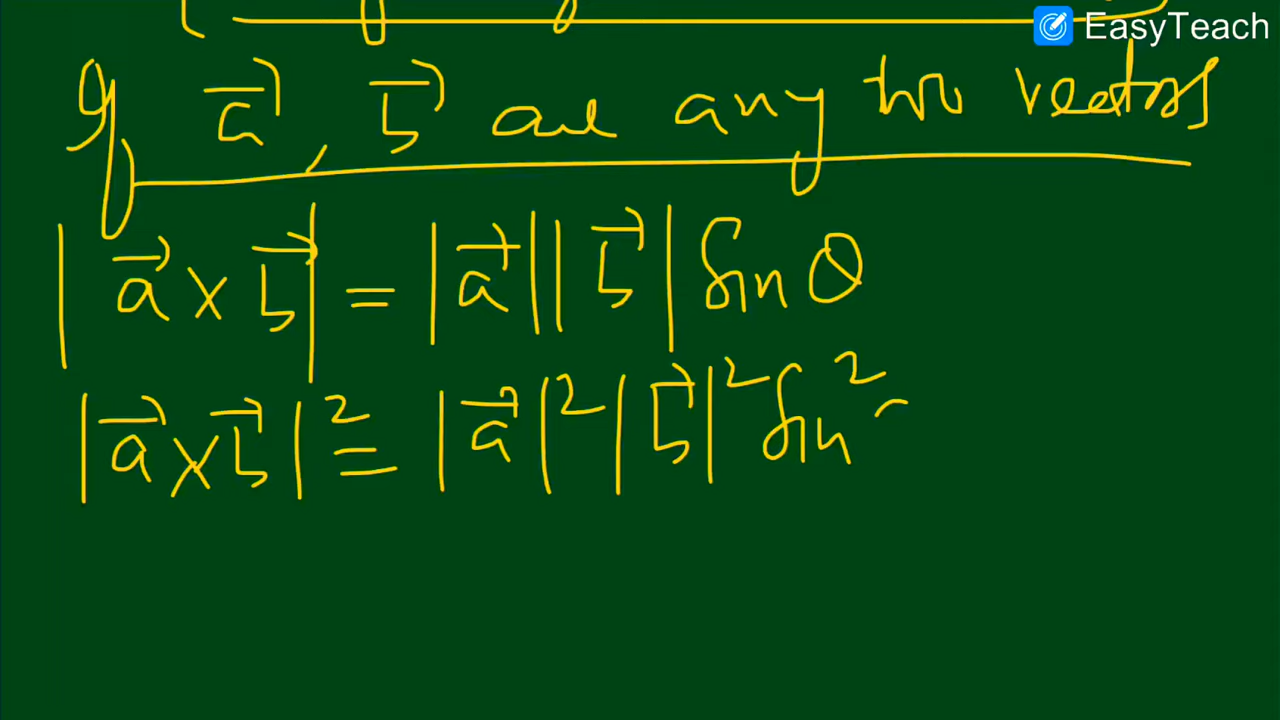 EasyTeach
If a⃗, b⃗ are any two vectors
|a⃗ × b⃗| = |a⃗||b⃗| sin θ
|a⃗ × b⃗|² = |a⃗|² |b⃗|² sin²